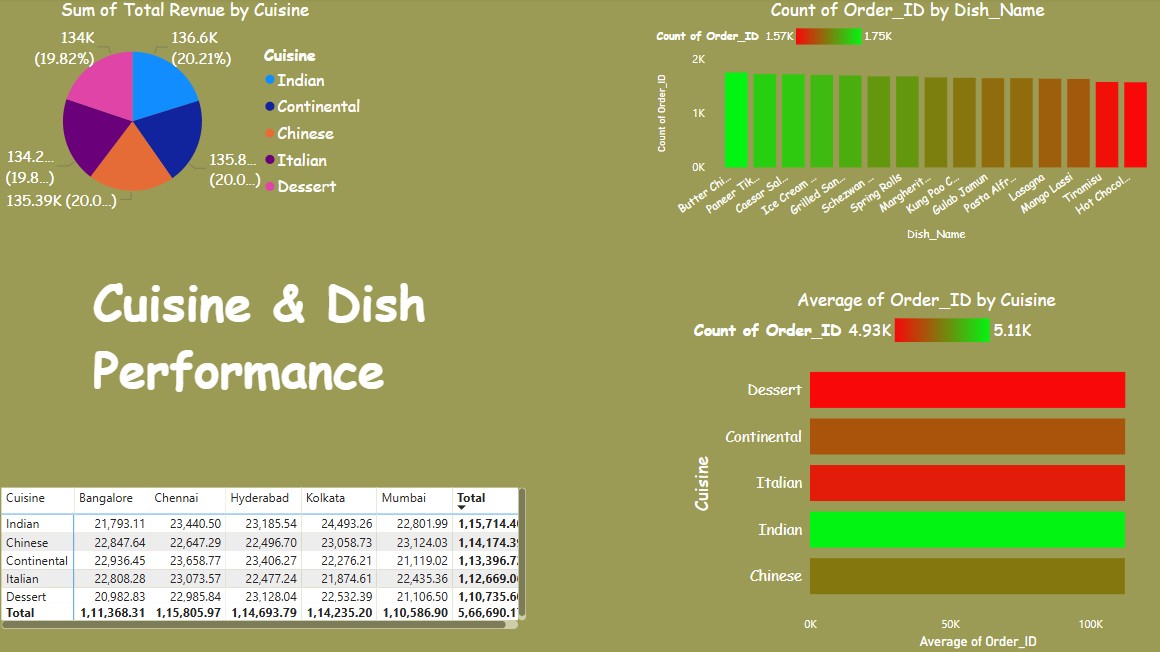 Sum of Total Revnue by Cuisine
134K
(19.82%)
136.6K
(20.21%)
134.2...
(19.8...)
135.8...
(20.0...)
135.39K (20.0...)
Cuisine
Indian
Continental
Chinese
Italian
Dessert
Count of Order_ID by Dish_Name
Count of Order_ID 1.57K 1.75K
Count of Order_ID
2K
1K
0K
Butter Chi...
Paneer Tik...
Caesar Sal...
Ice Cream ...
Grilled San...
Schezwan ...
Spring Rolls
Margherit...
Kung Pao C...
Gulab Jamun
Pasta Alfr...
Lasagna
Mango Lassi
Tiramisu
Hot Chocol...
Dish_Name
Cuisine & Dish
Performance
Average of Order_ID by Cuisine
Count of Order_ID 4.93K 5.11K
Cuisine
Dessert
Continental
Italian
Indian
Chinese
0K 50K 100K
Average of Order_ID
Cuisine Bangalore Chennai Hyderabad Kolkata Mumbai Total
Indian 21,793.11 23,440.50 23,185.54 24,493.26 22,801.99 1,15,714.4
Chinese 22,847.64 22,647.29 22,496.70 23,058.73 23,124.03 1,14,174.3
Continental 22,936.45 23,658.77 23,406.27 22,276.21 21,119.02 1,13,396.7
Italian 22,808.28 23,073.57 22,477.24 21,874.61 22,435.36 1,12,669.0
Dessert 20,982.83 22,985.84 23,128.04 22,532.39 21,106.50 1,10,735.6
Total 1,11,368.31 1,15,805.97 1,14,693.79 1,14,235.20 1,10,586.90 5,66,690.1